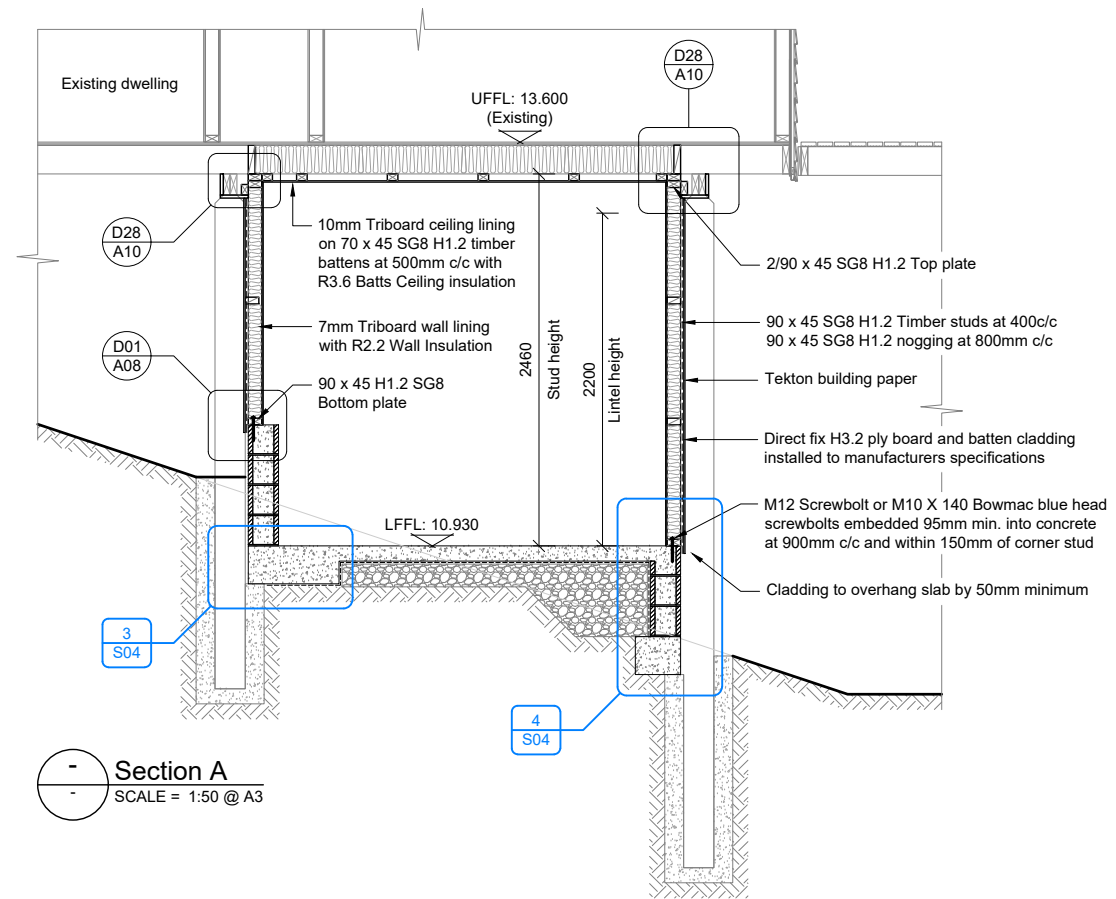 Existing dwelling
UFFL: 13.600
(Existing)
D28
A10
D28
A10
10mm Triboard ceiling lining
on 70 x 45 SG8 H1.2 timber
battens at 500mm c/c with
R3.6 Batts Ceiling insulation
2/90 x 45 SG8 H1.2 Top plate
7mm Triboard wall lining
with R2.2 Wall Insulation
2460
Stud height
2200
Lintel height
90 x 45 SG8 H1.2 Timber studs at 400c/c
90 x 45 SG8 H1.2 nogging at 800mm c/c
D01
A08
90 x 45 H1.2 SG8
Bottom plate
Tekton building paper
Direct fix H3.2 ply board and batten cladding
installed to manufacturers specifications
LFFL: 10.930
M12 Screwbolt or M10 X 140 Bowmac blue head
screwbolts embedded 95mm min. into concrete
at 900mm c/c and within 150mm of corner stud
Cladding to overhang slab by 50mm minimum
3
S04
4
S04
-
-
Section A
SCALE = 1:50 @ A3